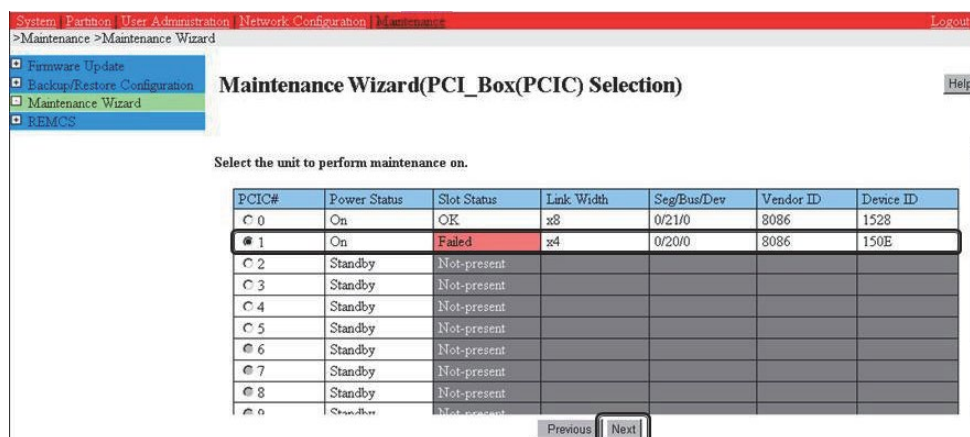 System | Partition | User Administration | Network Configuration | Maintenance Logout
>Maintenance >Maintenance Wizard
Firmware Update
Backup/Restore Configuration
Maintenance Wizard
REMCS
Maintenance Wizard(PCI_Box(PCIC) Selection)
Help
Select the unit to perform maintenance on.
PCIC# Power Status Slot Status Link Width Seg/Bus/Dev Vendor ID Device ID
0 On OK x8 0/21/0 8086 1528
1 On Failed x4 0/20/0 8086 150E
2 Standby Not-present
3 Standby Not-present
4 Standby Not-present
5 Standby Not-present
6 Standby Not-present
7 Standby Not-present
8 Standby Not-present
9 Standby Not-present
Previous Next